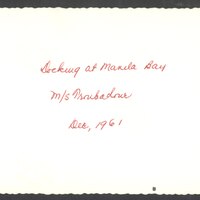 Docking at Manila Bay
M/S Troubadour
Dec, 1961